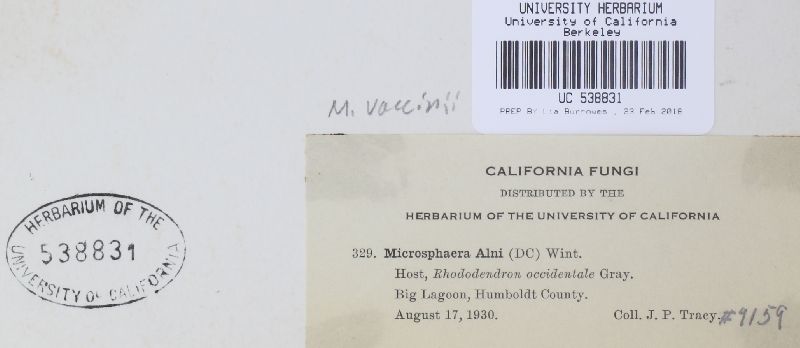 UNIVERSITY HERBARIUM
University of California
Berkeley
UC 538831
PREP By Lia Burrowes , 23 Feb 2018
M. vaccinii
CALIFORNIA FUNGI
DISTRIBUTED BY THE
HERBARIUM OF THE UNIVERSITY OF CALIFORNIA
329. Microsphaera Alni (DC) Wint.
Host, Rhododendron occidentale Gray.
Big Lagoon, Humboldt County.
August 17, 1930. Coll. J. P. Tracy. #9159
HERBARIUM OF THE
538831
UNIVERSITY OF CALIFORNIA